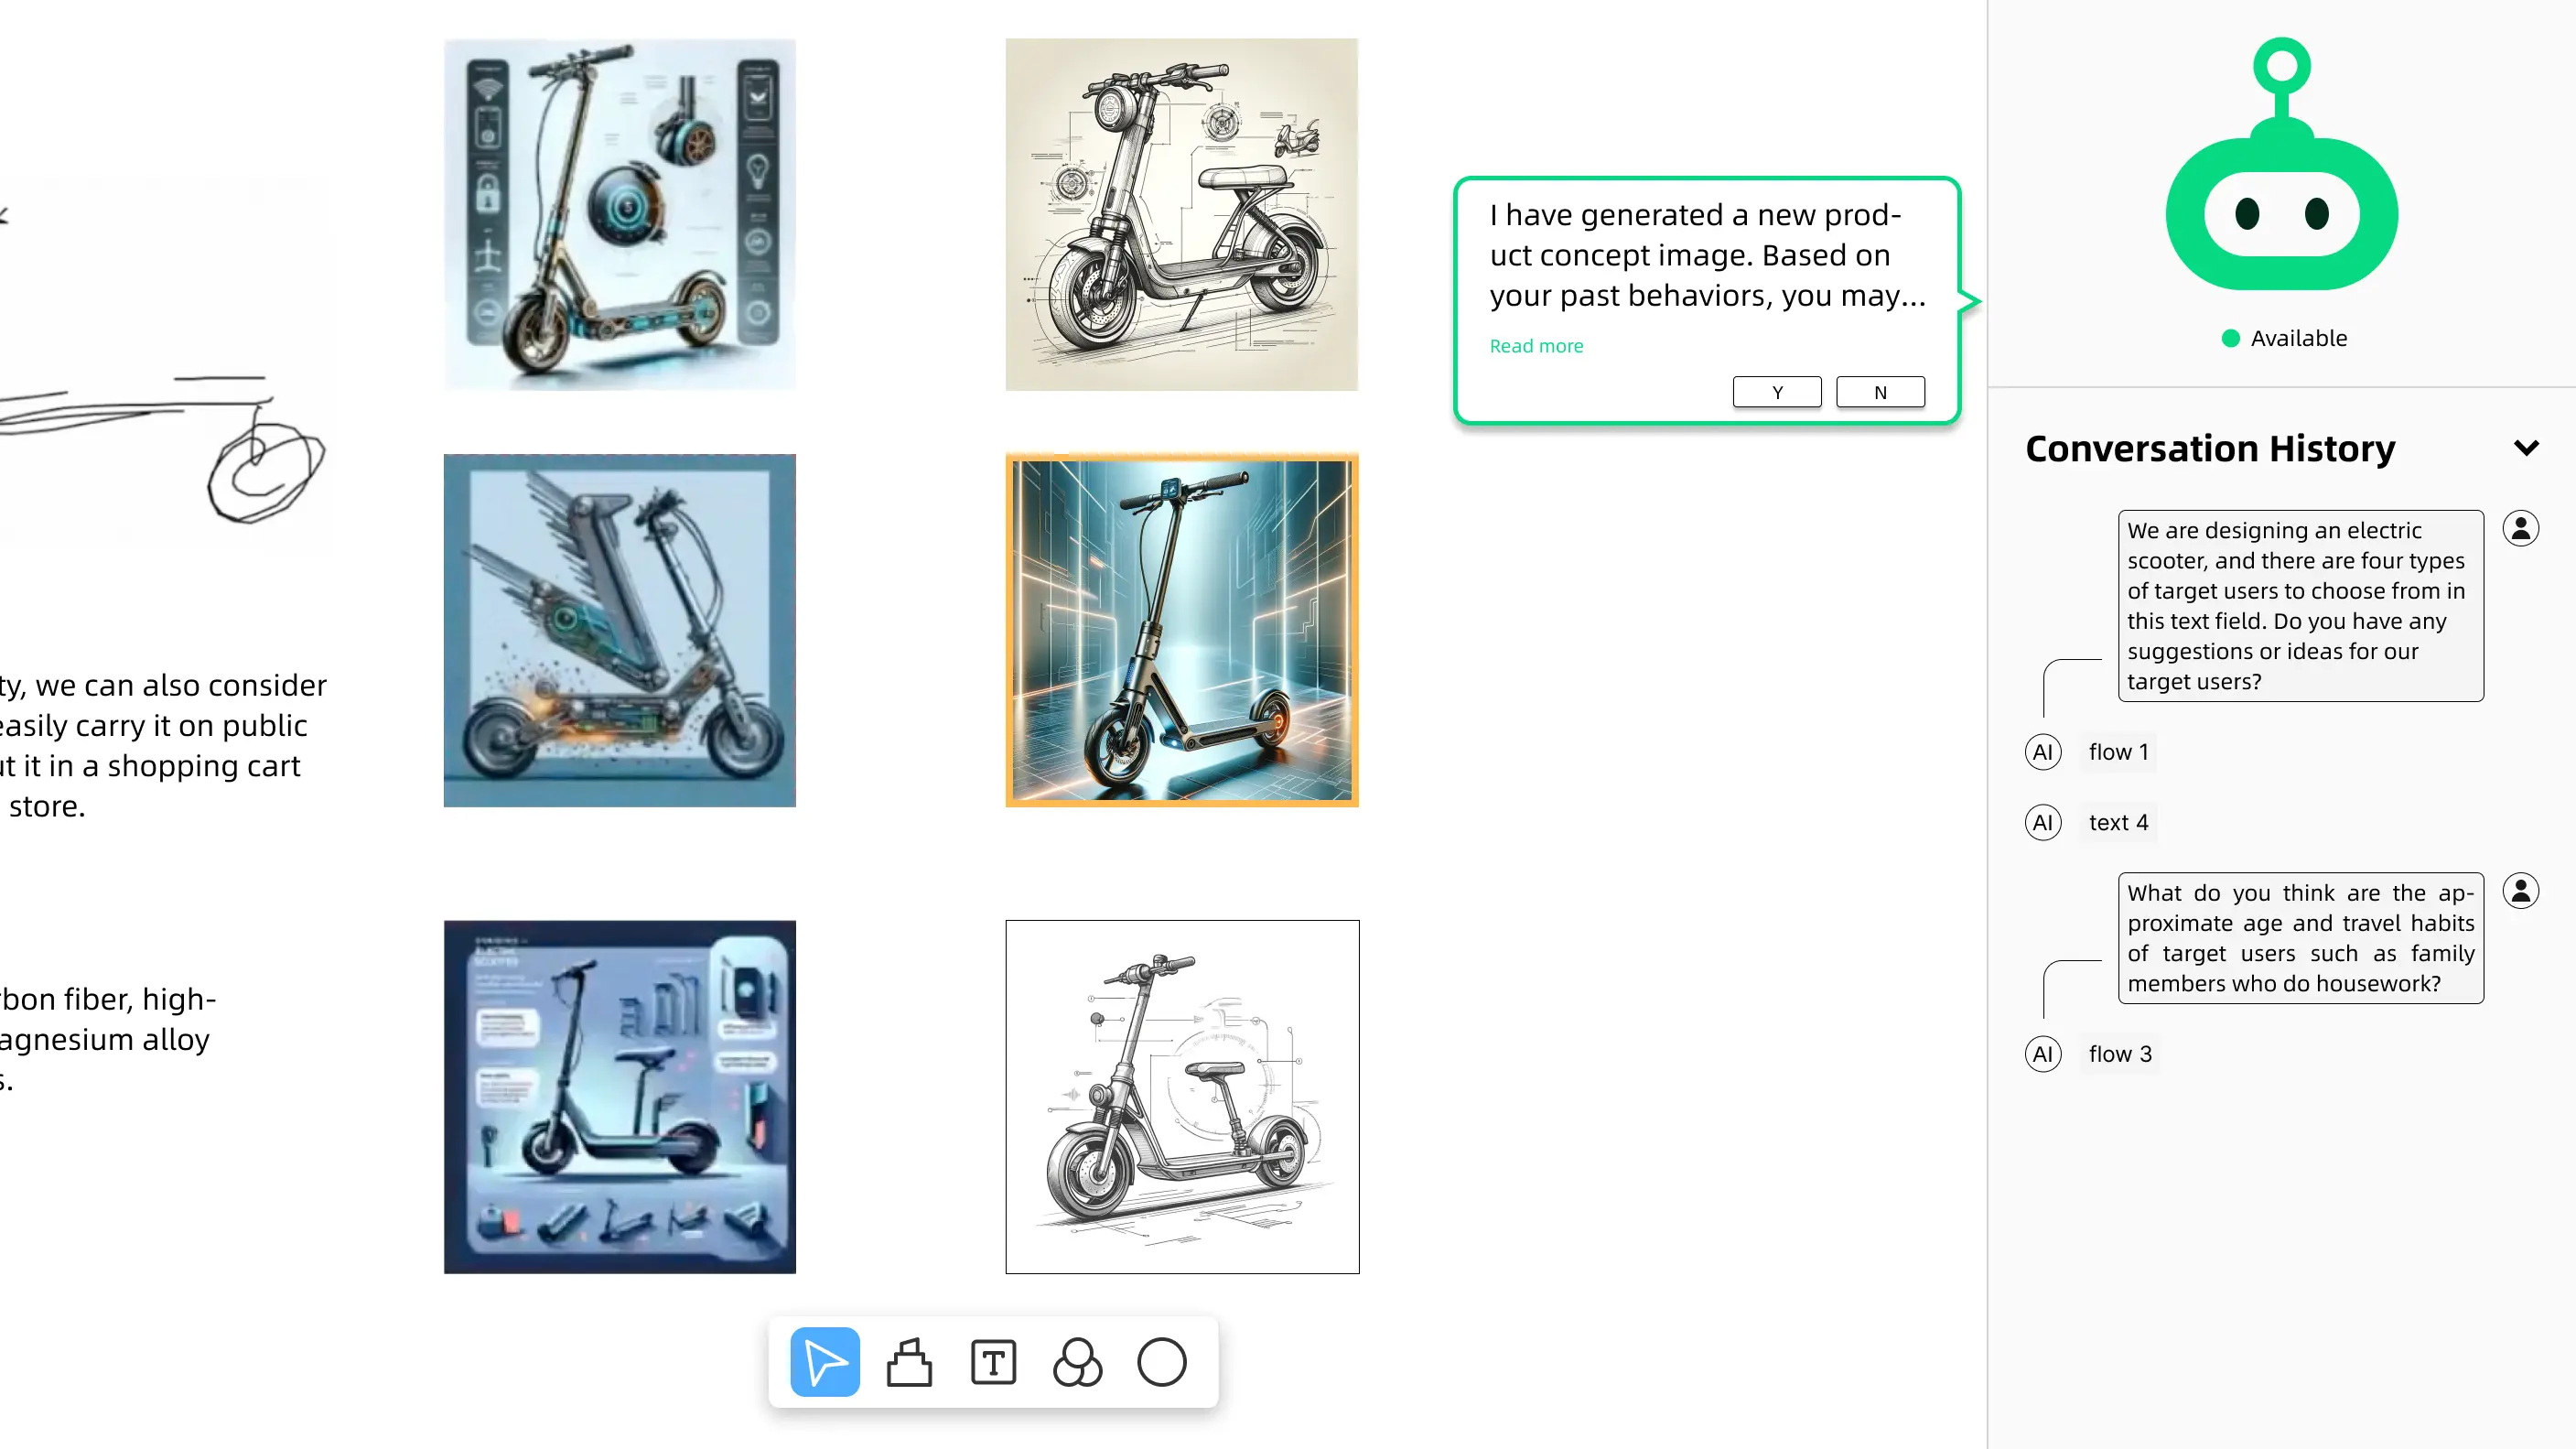 ty, we can also consider
easily carry it on public
ut it in a shopping cart
store.
rbon fiber, high-
agnesium alloy
s.
I have generated a new prod-
uct concept image. Based on
your past behaviors, you may...
Read more
Y
N
Available
Conversation History
We are designing an electric
scooter, and there are four types
of target users to choose from in
this text field. Do you have any
suggestions or ideas for our
target users?
AI
flow 1
AI
text 4
What do you think are the ap-
proximate age and travel habits
of target users such as family
members who do housework?
AI
flow 3
T